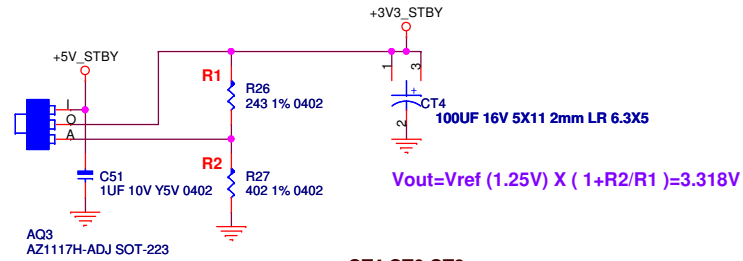 +3V3_STBY
+5V_STBY
R1
R26
243 1% 0402
I
O
A
1
3
+
CT4
100UF 16V 5X11 2mm LR 6.3X5
2
R2
R27
402 1% 0402
C51
1UF 10V Y5V 0402
Vout=Vref (1.25V) X ( 1+R2/R1 )=3.318V
AQ3
AZ1117H-ADJ SOT-223